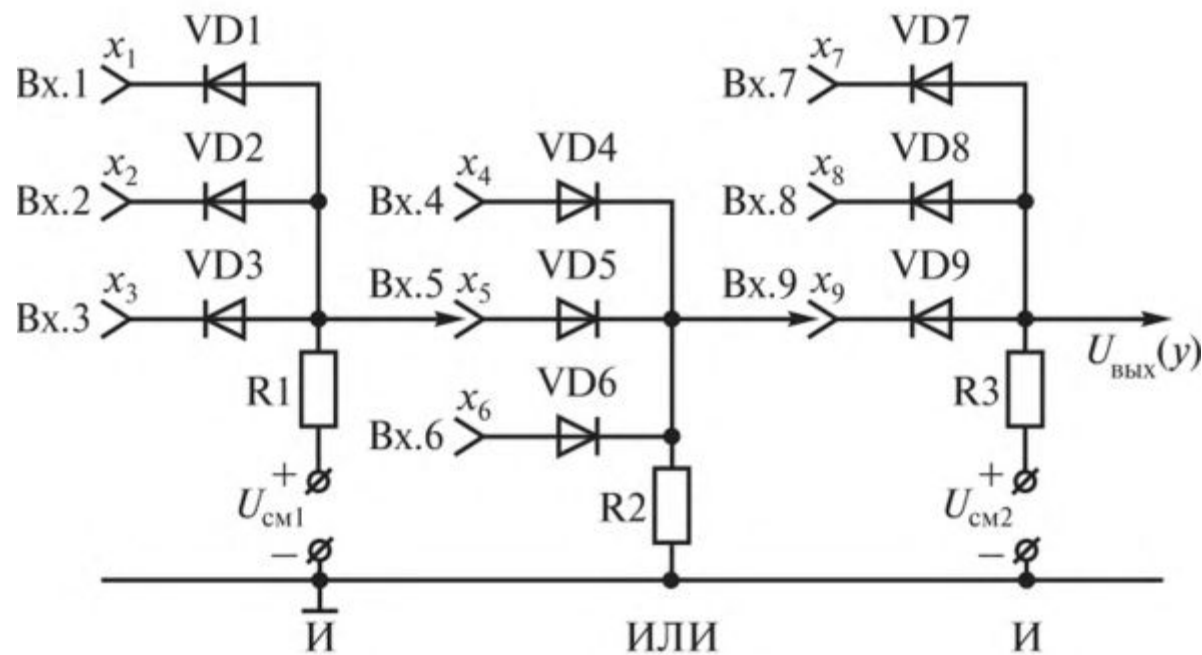 x₁ VD1 x₇ VD7
Вх.1 Вх.7
x₂ VD2 x₄ VD4 x₈ VD8
Вх.2 Вх.4 Вх.8
x₃ VD3 Вх.5 x₅ VD5 Вх.9 x₉ VD9
Вх.3
Uвых(y)
R1 x₆ VD6 R3
Вх.6
+ +
Uсм1 R2 Uсм2
– –
И ИЛИ И